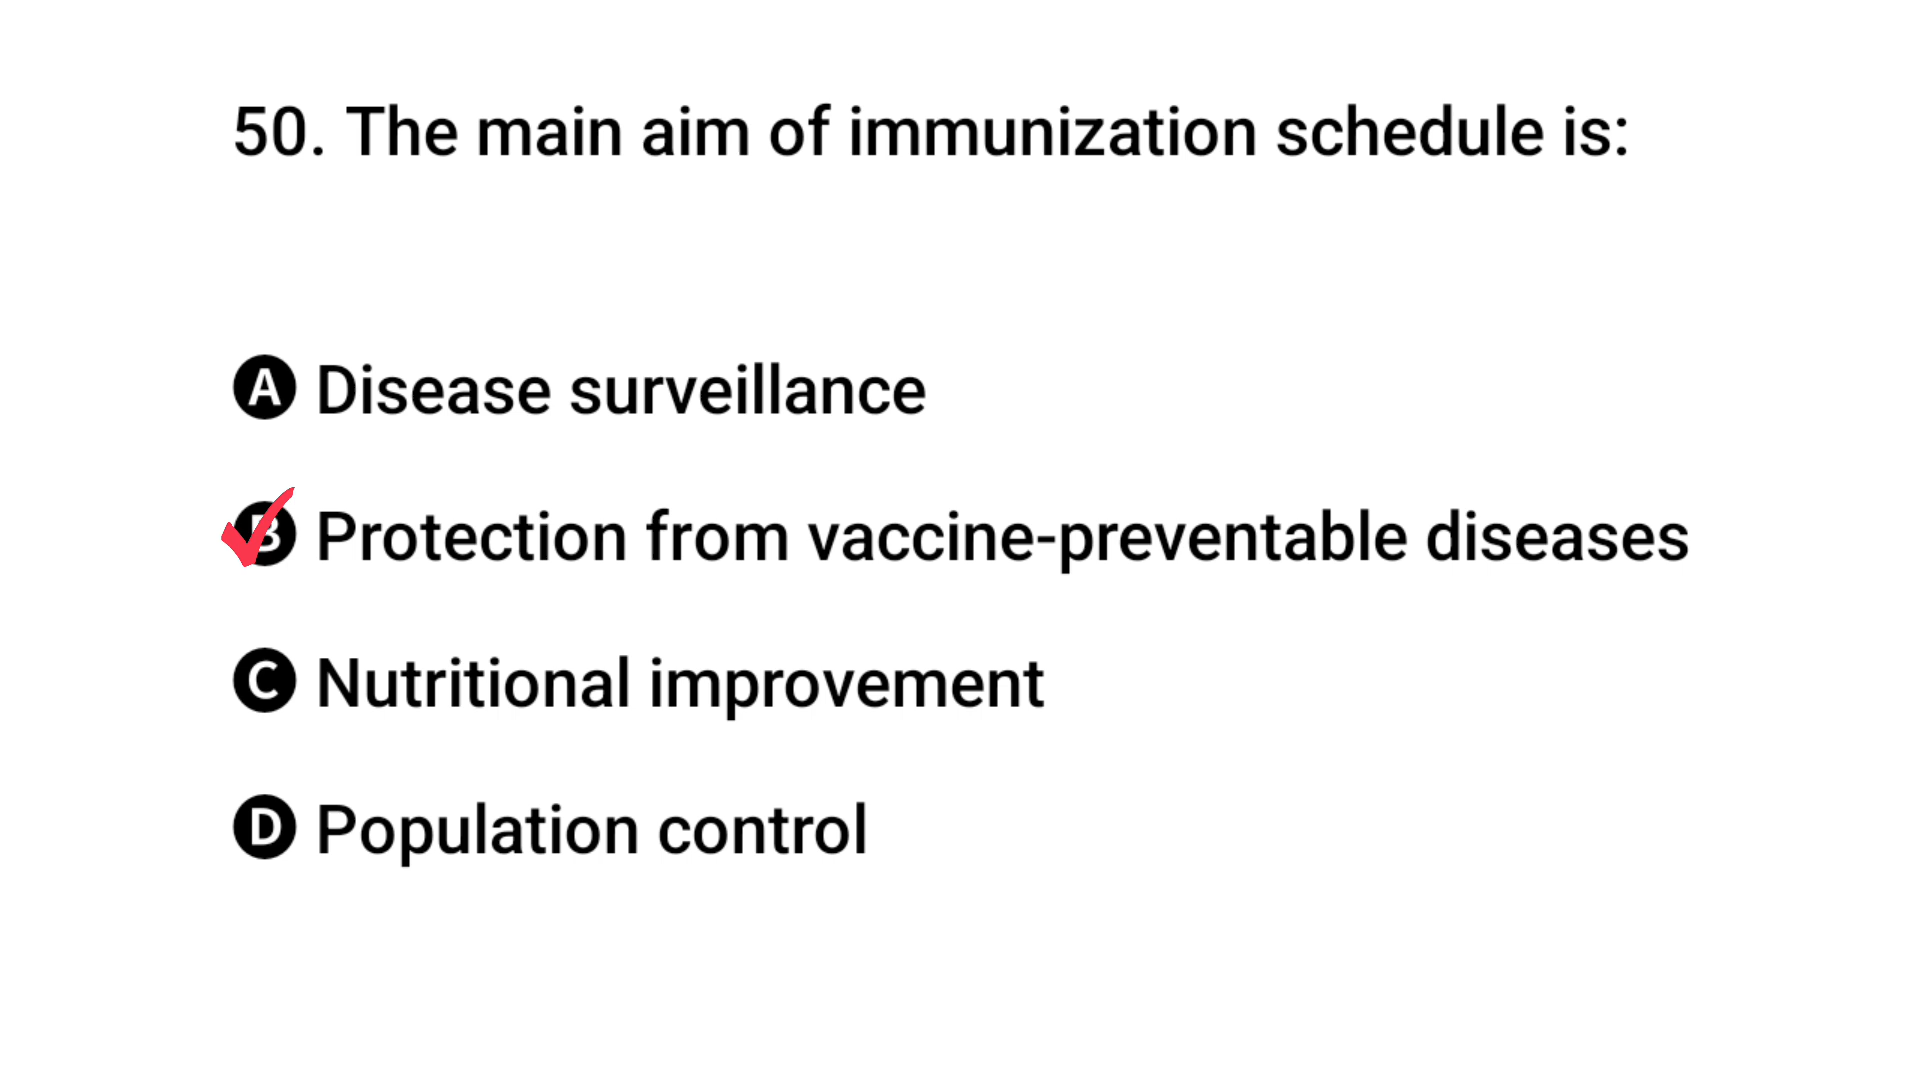 50. The main aim of immunization schedule is:
A Disease surveillance
B Protection from vaccine-preventable diseases
C Nutritional improvement
D Population control